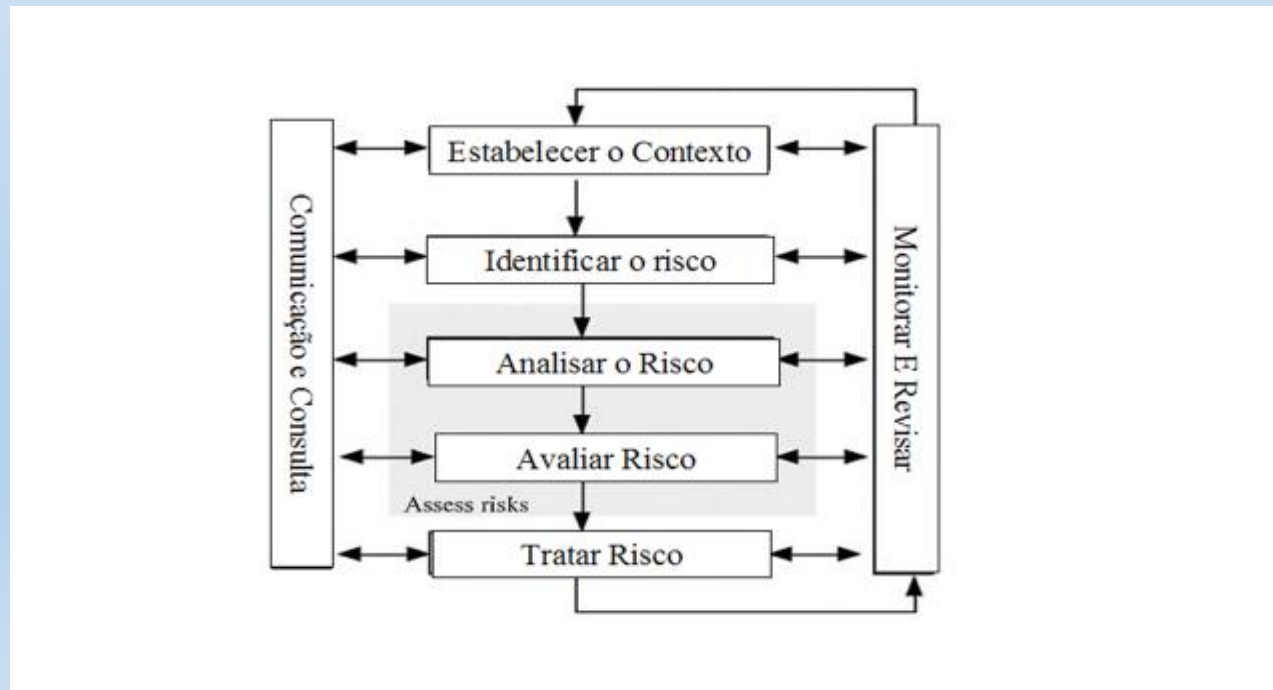 Estabelecer o Contexto
Identificar o risco
Analisar o Risco
Avaliar Risco
Assess risks
Tratar Risco
Comunicação e Consulta
Monitorar E Revisar